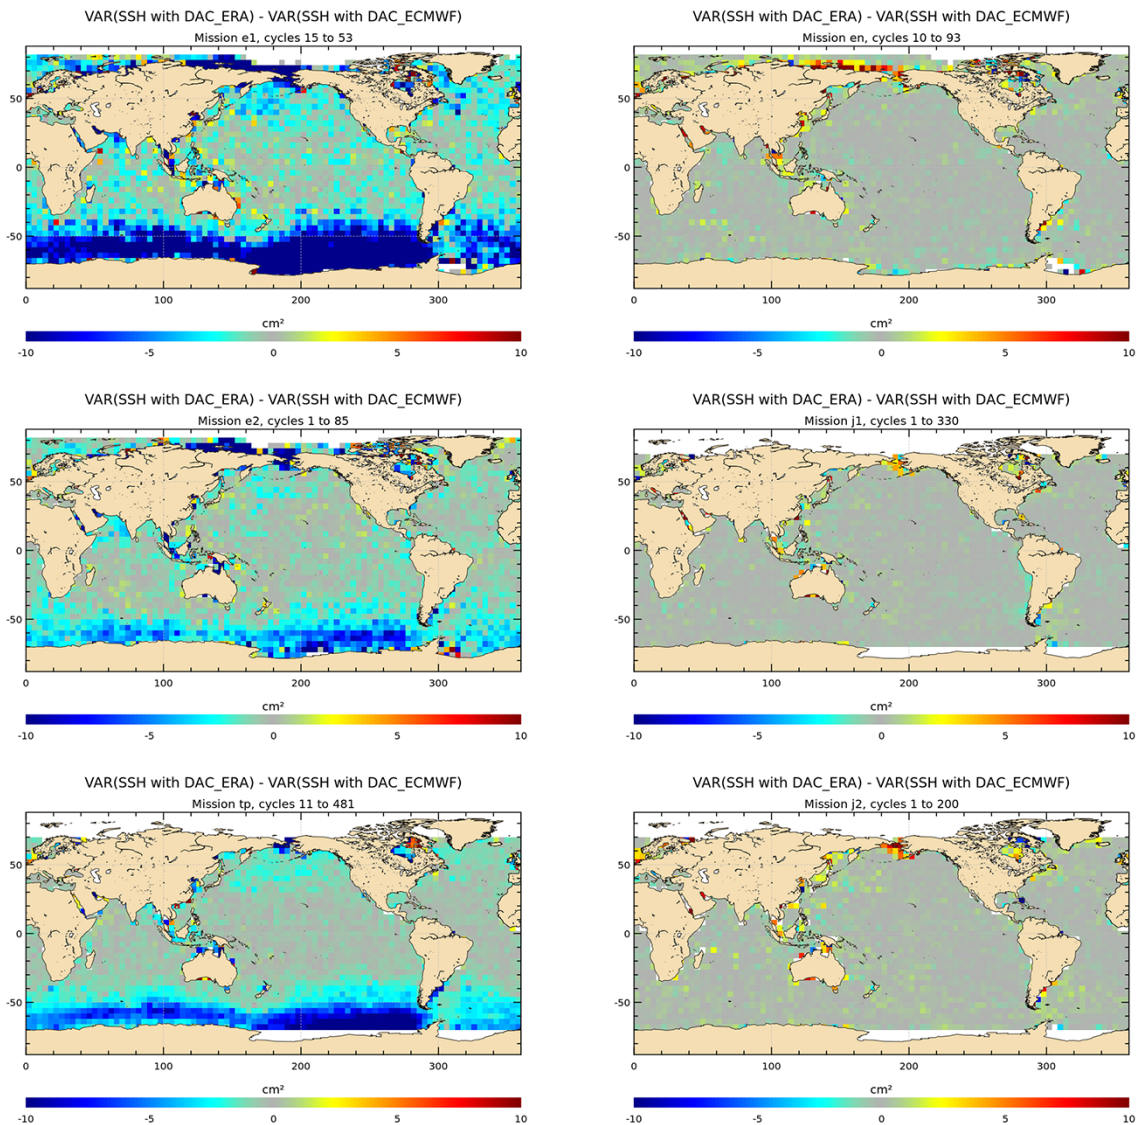 VAR(SSH with DAC_ERA) - VAR(SSH with DAC_ECMWF)
Mission e1, cycles 15 to 53
50
0
-50
0 100 200 300
cm²
-10 -5 0 5 10
VAR(SSH with DAC_ERA) - VAR(SSH with DAC_ECMWF)
Mission en, cycles 10 to 93
50
0
-50
0 100 200 300
cm²
-10 -5 0 5 10
VAR(SSH with DAC_ERA) - VAR(SSH with DAC_ECMWF)
Mission e2, cycles 1 to 85
50
0
-50
0 100 200 300
cm²
-10 -5 0 5 10
VAR(SSH with DAC_ERA) - VAR(SSH with DAC_ECMWF)
Mission j1, cycles 1 to 330
50
0
-50
0 100 200 300
cm²
-10 -5 0 5 10
VAR(SSH with DAC_ERA) - VAR(SSH with DAC_ECMWF)
Mission tp, cycles 11 to 481
50
0
-50
0 100 200 300
cm²
-10 -5 0 5 10
VAR(SSH with DAC_ERA) - VAR(SSH with DAC_ECMWF)
Mission j2, cycles 1 to 200
50
0
-50
0 100 200 300
cm²
-10 -5 0 5 10